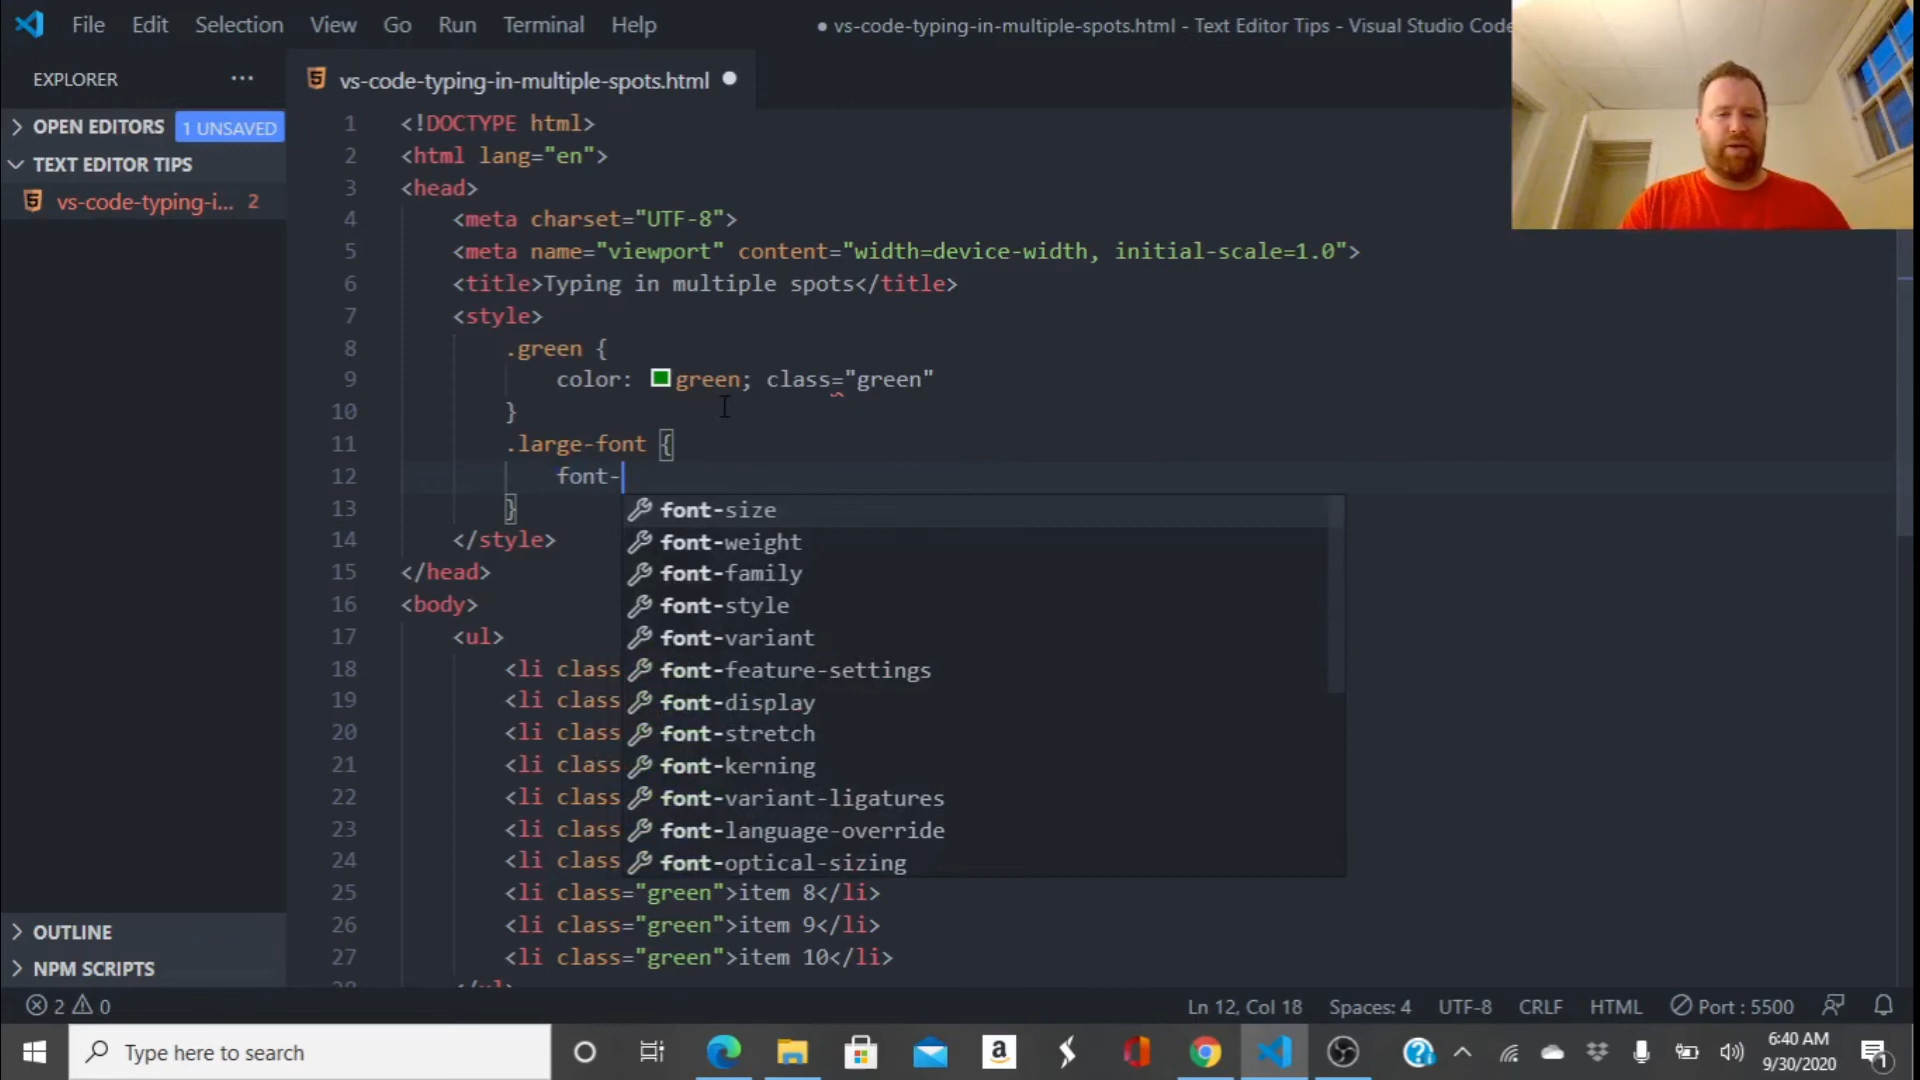 File Edit Selection View Go Run Terminal Help
● vs-code-typing-in-multiple-spots.html - Text Editor Tips - Visual Studio Code
EXPLORER ···
OPEN EDITORS 1 UNSAVED
TEXT EDITOR TIPS
vs-code-typing-i... 2
OUTLINE
NPM SCRIPTS
vs-code-typing-in-multiple-spots.html ●
1 <!DOCTYPE html>
2 <html lang="en">
3 <head>
4 <meta charset="UTF-8">
5 <meta name="viewport" content="width=device-width, initial-scale=1.0">
6 <title>Typing in multiple spots</title>
7 <style>
8 .green {
9 color: green; class="green"
10 }
11 .large-font {
12 font-
13 }
14 </style>
15 </head>
16 <body>
17 <ul>
18 <li class
19 <li class
20 <li class
21 <li class
22 <li class
23 <li class
24 <li class
25 <li class="green">item 8</li>
26 <li class="green">item 9</li>
27 <li class="green">item 10</li>
font-size
font-weight
font-family
font-style
font-variant
font-feature-settings
font-display
font-stretch
font-kerning
font-variant-ligatures
font-language-override
font-optical-sizing
2 0
Ln 12, Col 18 Spaces: 4 UTF-8 CRLF HTML Port : 5500
Type here to search
6:40 AM
9/30/2020
1